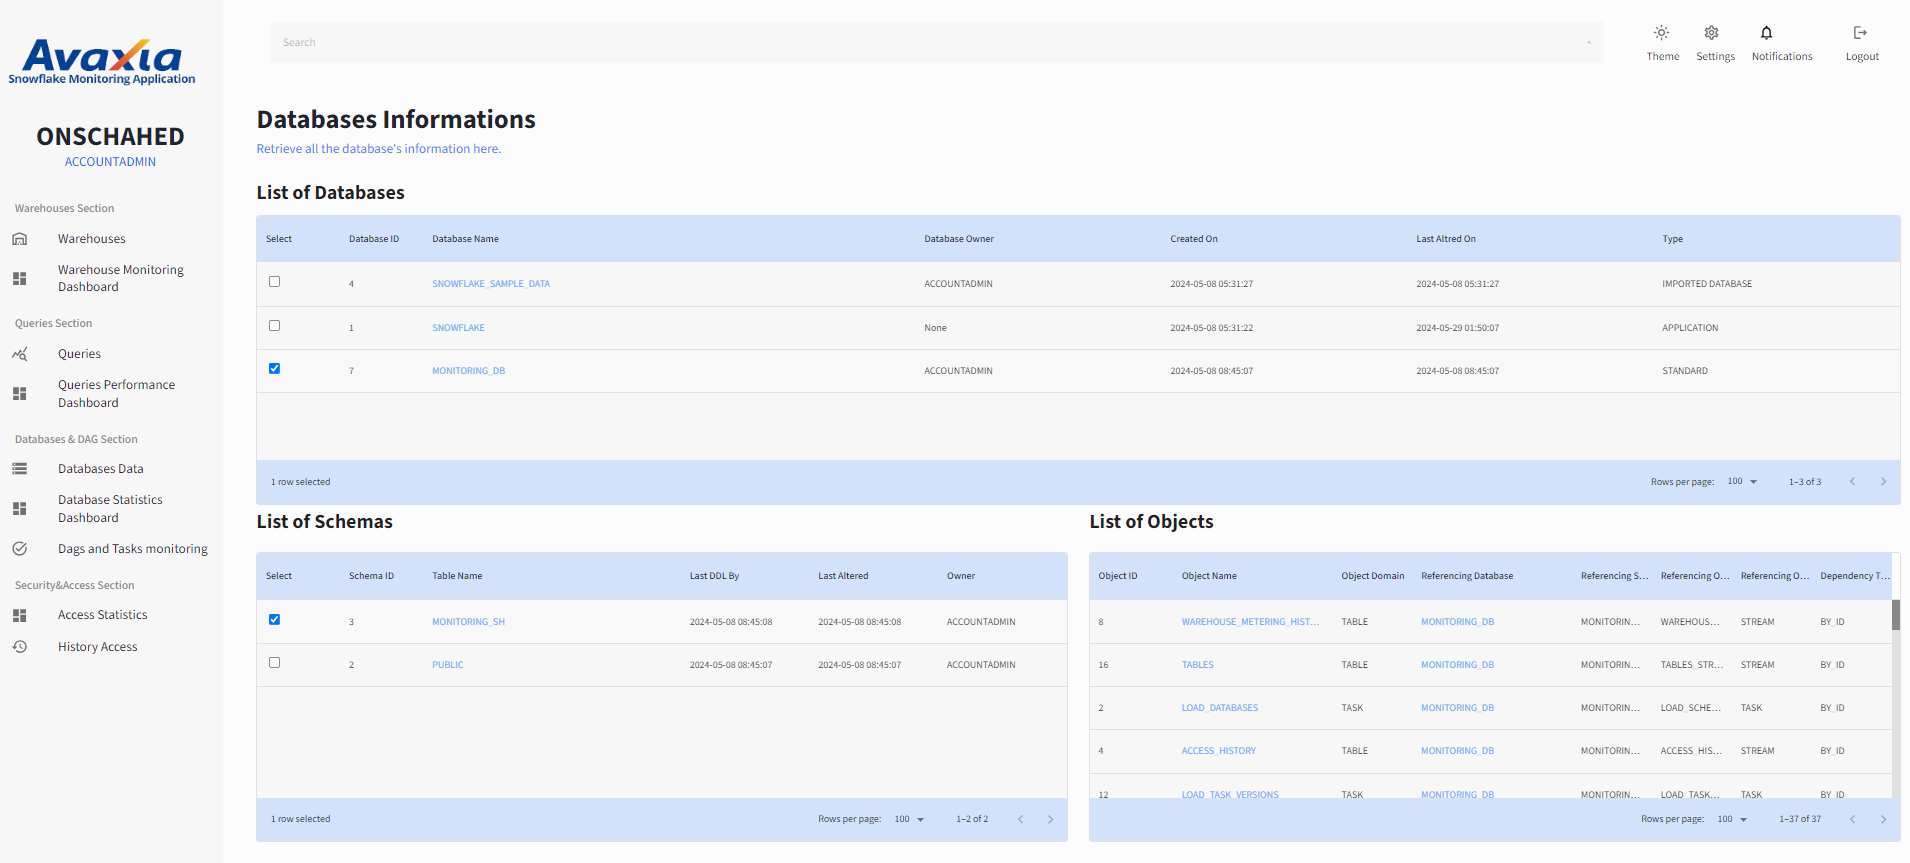 Avaxia
Snowflake Monitoring Application
ONSCHAHED
ACCOUNTADMIN
Warehouses Section
Warehouses
Warehouse Monitoring
Dashboard
Queries Section
Queries
Queries Performance
Dashboard
Databases & DAG Section
Databases Data
Database Statistics
Dashboard
Dags and Tasks monitoring
Security&Access Section
Access Statistics
History Access
Search
Theme Settings Notifications Logout
Databases Informations
Retrieve all the database's information here.
List of Databases
Select Database ID Database Name Database Owner Created On Last Altred On Type
4 SNOWFLAKE_SAMPLE_DATA ACCOUNTADMIN 2024-05-08 05:31:27 2024-05-08 05:31:27 IMPORTED DATABASE
1 SNOWFLAKE None 2024-05-08 05:31:22 2024-05-29 01:50:07 APPLICATION
7 MONITORING_DB ACCOUNTADMIN 2024-05-08 08:45:07 2024-05-08 08:45:07 STANDARD
1 row selected Rows per page: 100 1–3 of 3
List of Schemas
Select Schema ID Table Name Last DDL By Last Altered Owner
3 MONITORING_SH 2024-05-08 08:45:08 2024-05-08 08:45:08 ACCOUNTADMIN
2 PUBLIC 2024-05-08 08:45:07 2024-05-08 08:45:07 ACCOUNTADMIN
1 row selected Rows per page: 100 1–2 of 2
List of Objects
Object ID Object Name Object Domain Referencing Database Referencing S... Referencing O... Referencing O... Dependency T...
8 WAREHOUSE_METERING_HIST... TABLE MONITORING_DB MONITORIN... WAREHOUS... STREAM BY_ID
16 TABLES TABLE MONITORING_DB MONITORIN... TABLES_STR... STREAM BY_ID
2 LOAD_DATABASES TASK MONITORING_DB MONITORIN... LOAD_SCHE... TASK BY_ID
4 ACCESS_HISTORY TABLE MONITORING_DB MONITORIN... ACCESS_HIS... STREAM BY_ID
12 LOAD_TASK_VERSIONS TASK MONITORING_DB MONITORIN... LOAD_TASK... TASK BY_ID
Rows per page: 100 1–37 of 37